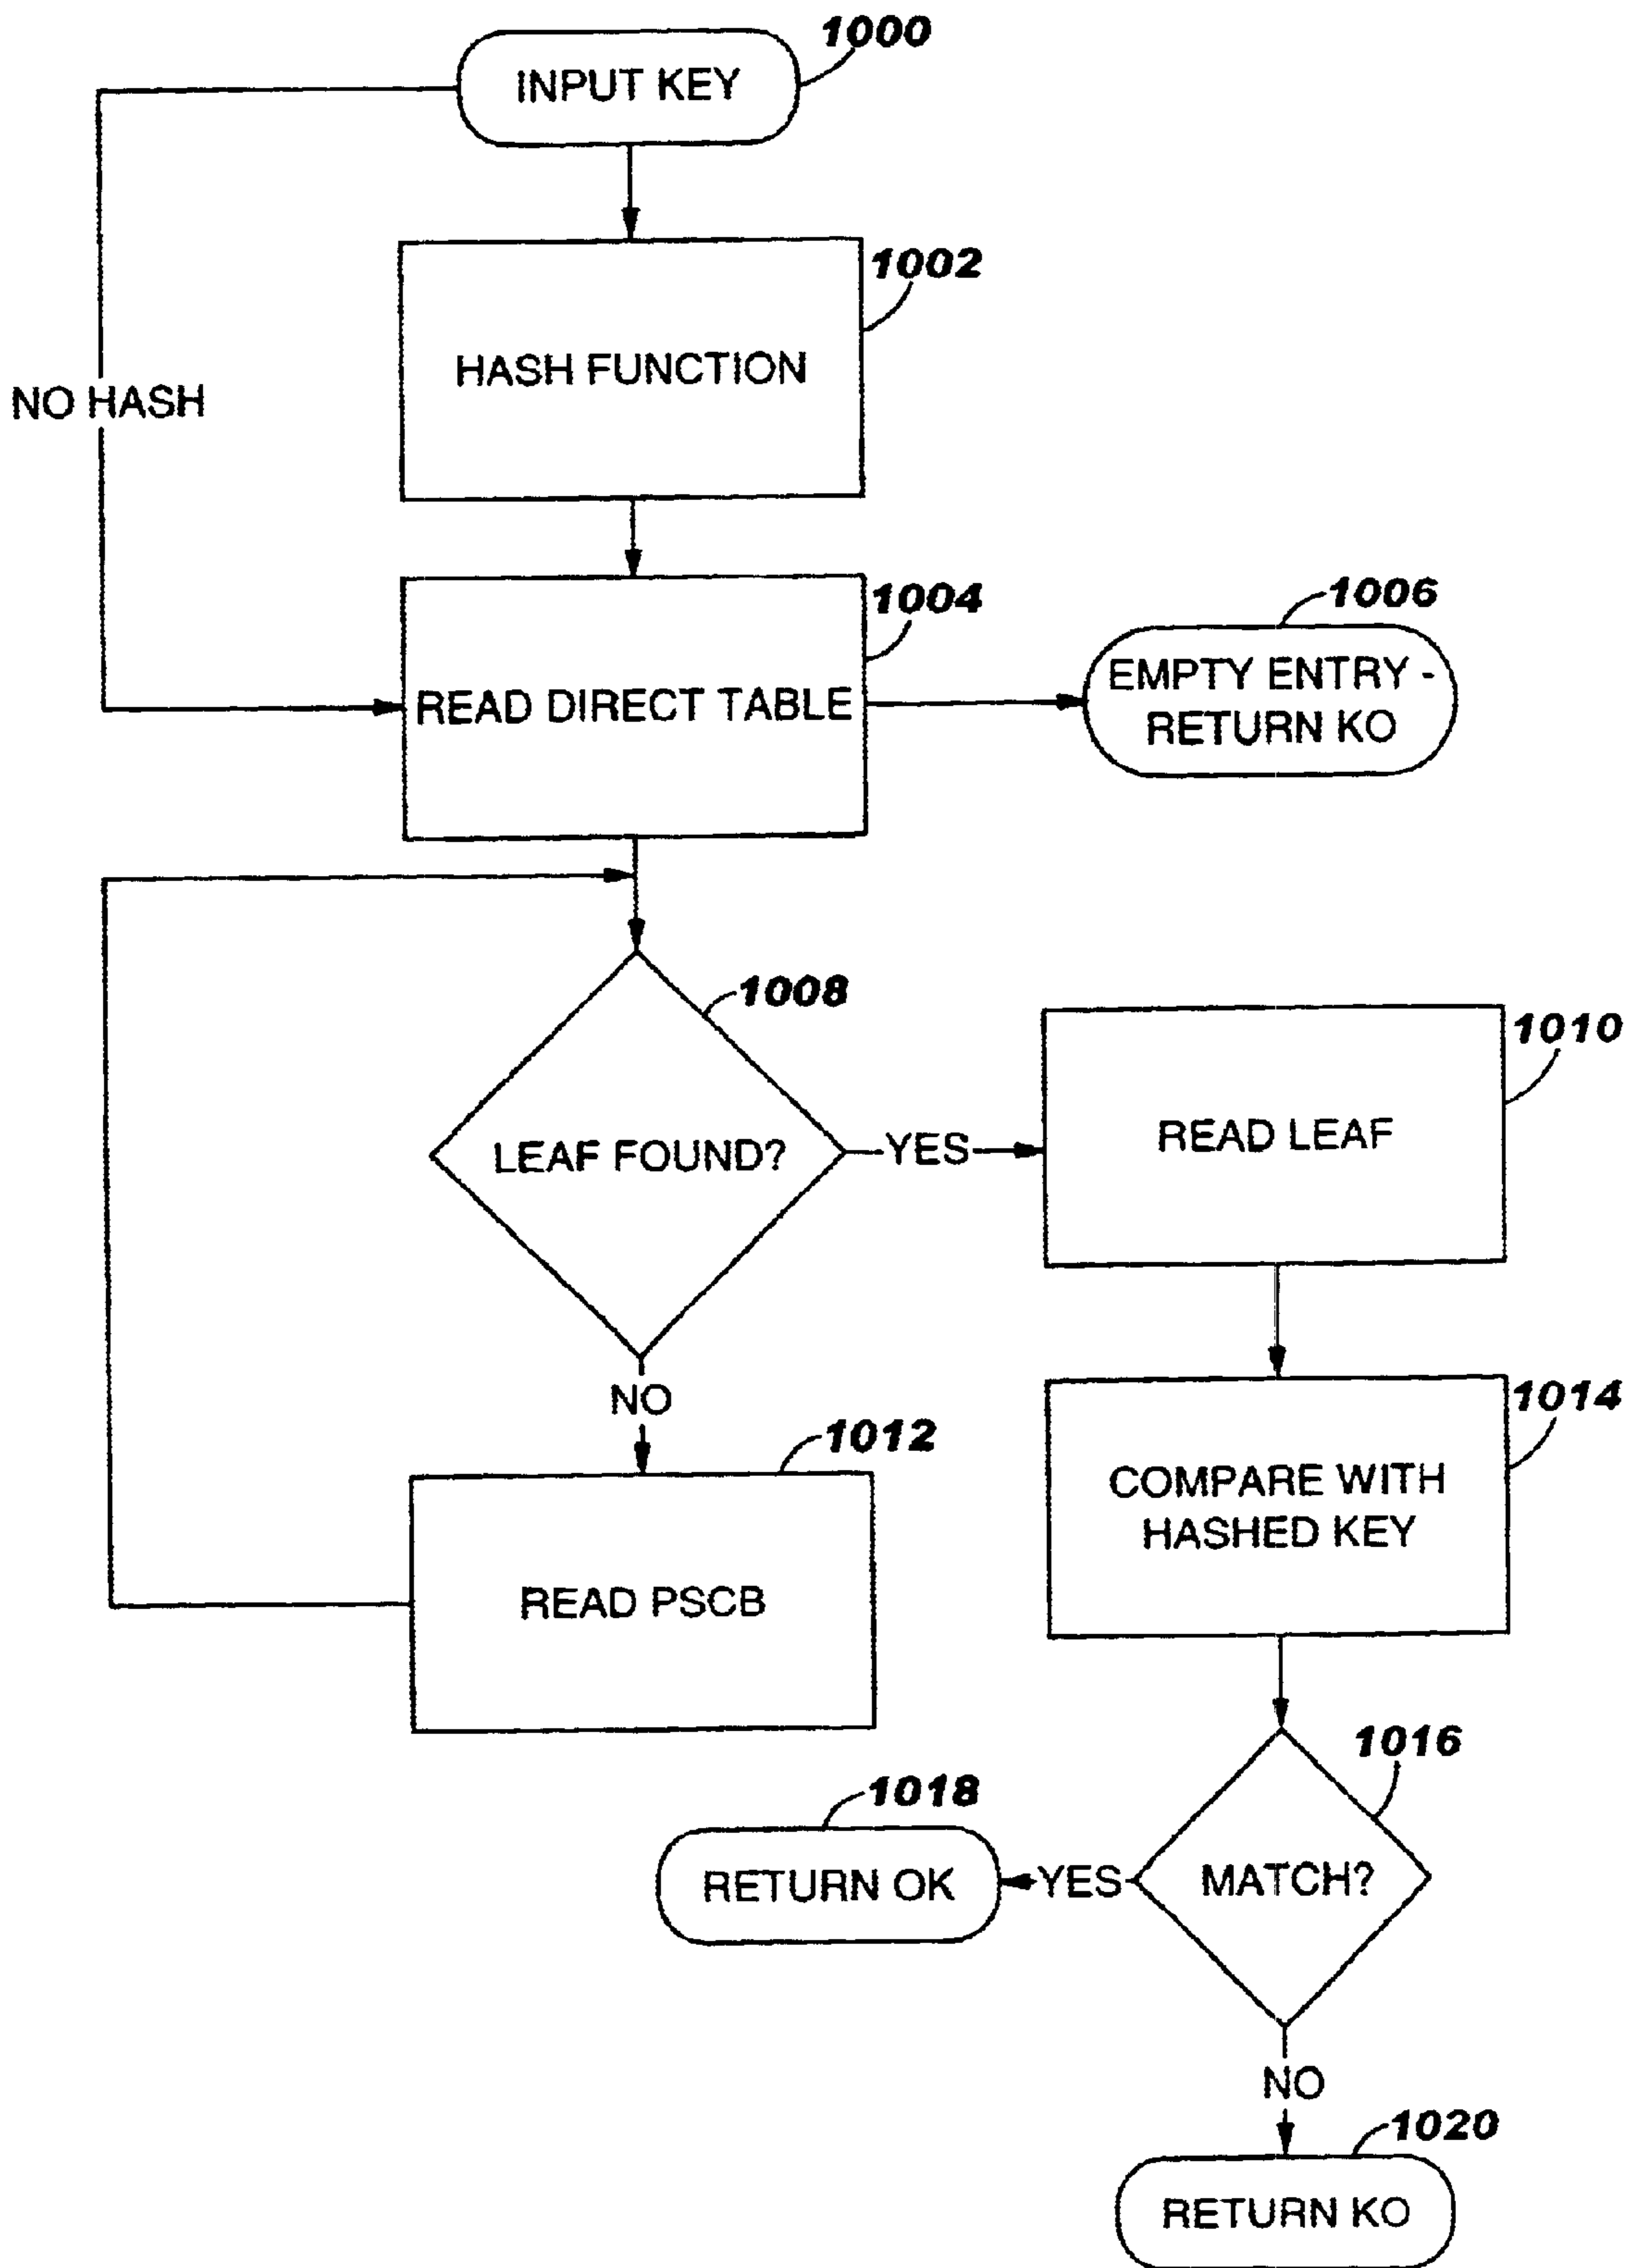 1000
INPUT KEY
1002
HASH FUNCTION
NO HASH
1004
READ DIRECT TABLE
1006
EMPTY ENTRY -
RETURN KO
1008
LEAF FOUND?
YES
1010
READ LEAF
NO
1012
READ PSCB
1014
COMPARE WITH
HASHED KEY
1016
MATCH?
YES
1018
RETURN OK
NO
1020
RETURN KO